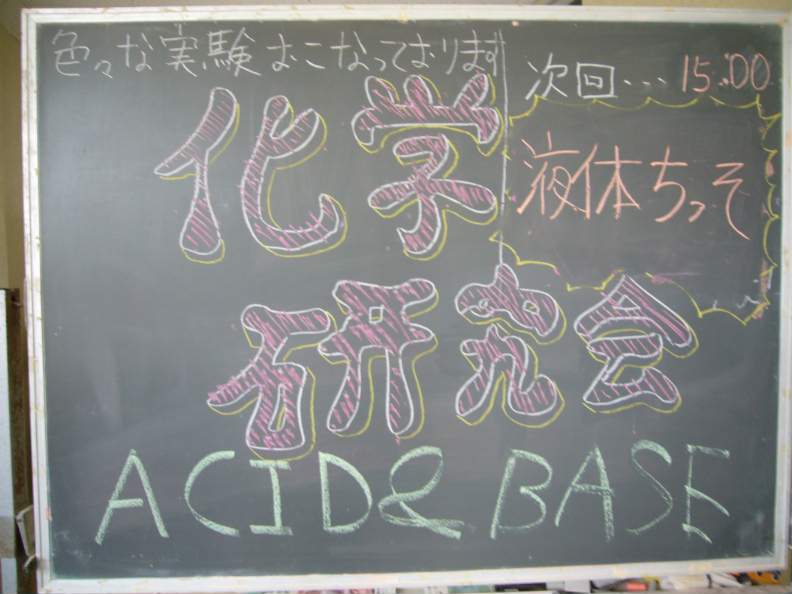 色々な実験おこなっております
次回... 15:00
液体ちっそ
化学
研究会
ACID & BASE